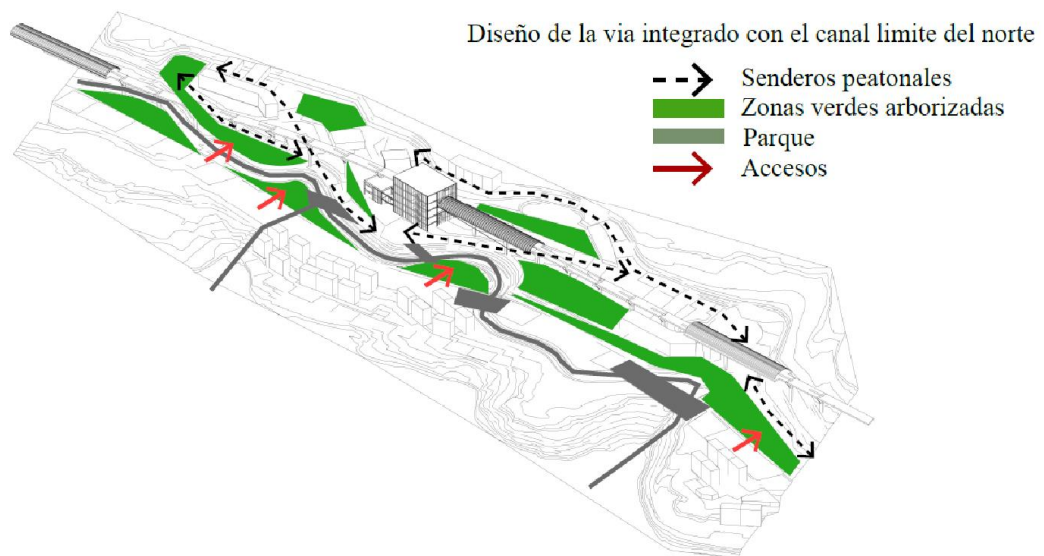 Diseño de la via integrado con el canal limite del norte
Senderos peatonales
Zonas verdes arborizadas
Parque
Accesos